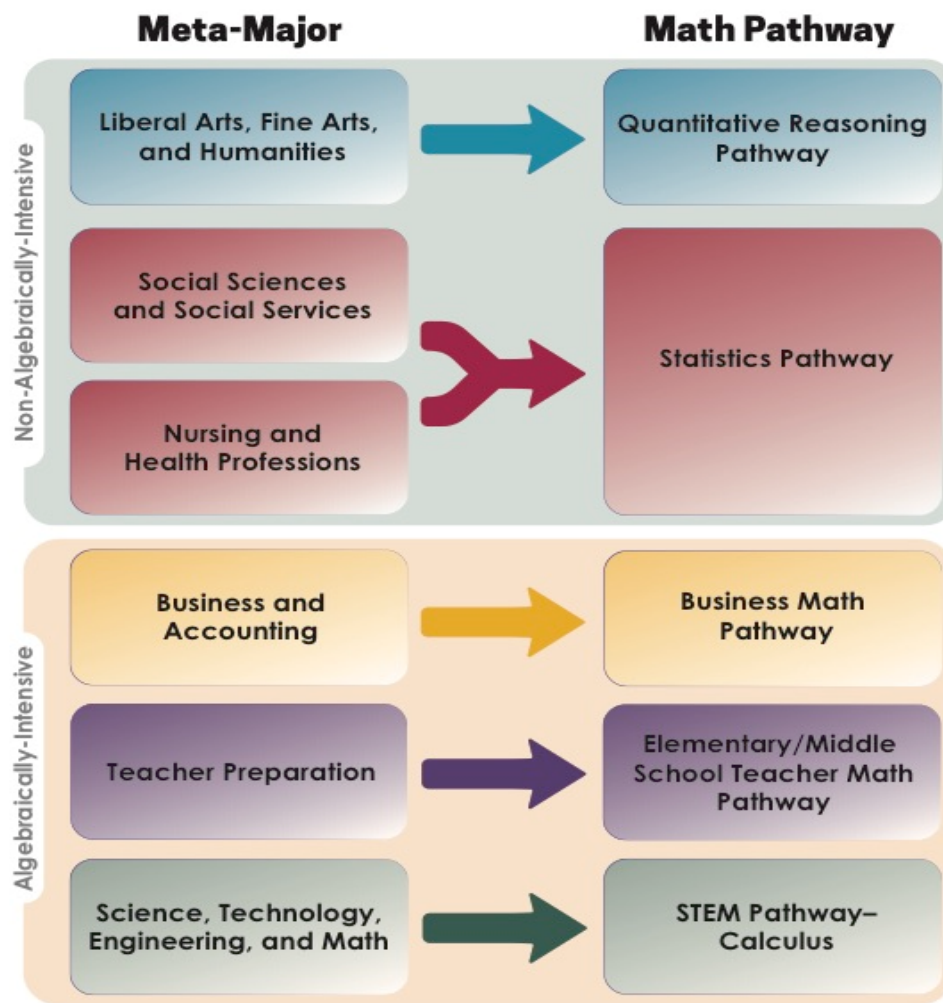 Meta-Major
Math Pathway
Non-Algebraically-Intensive
Liberal Arts, Fine Arts,
and Humanities
Quantitative Reasoning
Pathway
Social Sciences
and Social Services
Statistics Pathway
Nursing and
Health Professions
Algebraically-Intensive
Business and
Accounting
Business Math
Pathway
Teacher Preparation
Elementary/Middle
School Teacher Math
Pathway
Science, Technology,
Engineering, and Math
STEM Pathway–
Calculus